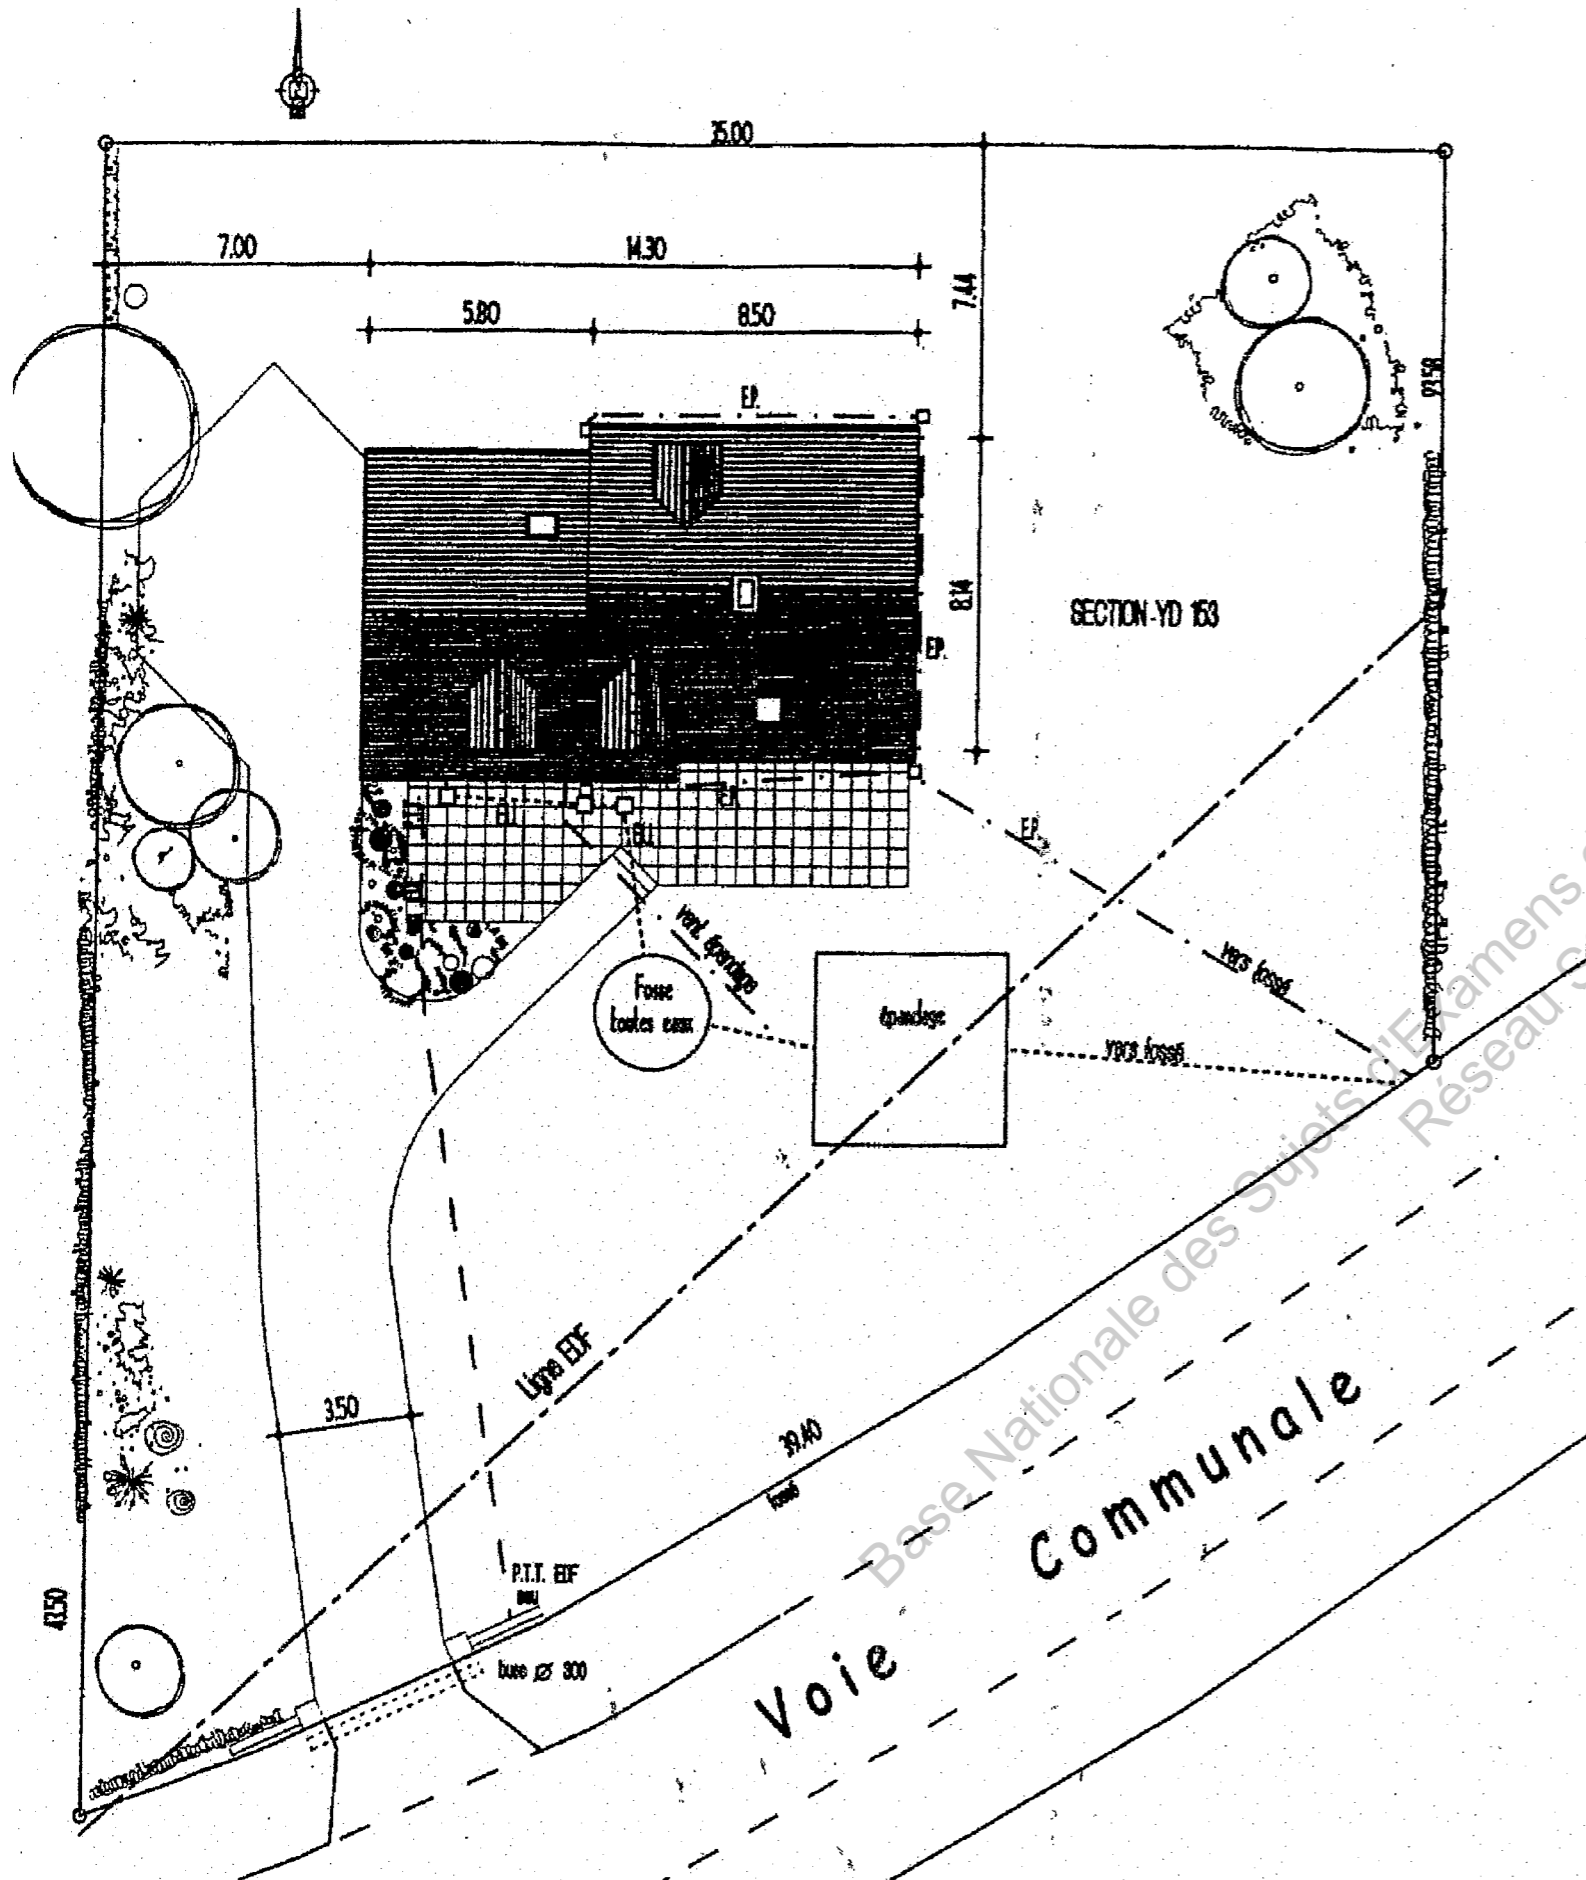 N
35.00
7.00
14.30
7.44
5.80
8.50
23.58
E.P.
8.14
SECTION-YD 153
E.P.
E.U.
E.P.
E.U.
E.P.
vent. épandage
vers fossé
Fosse
toutes eaux
épandage
vers fossé
Ligne EDF
3.50
39.40
fossé
P.T.T. EDF
eau
43.50
buse Ø 300
Voie Communale
Base Nationale des Sujets d'Examens
Réseau